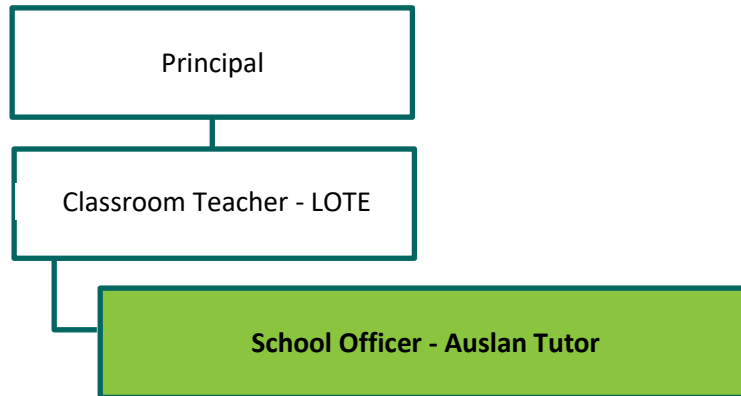 Principal
Classroom Teacher - LOTE
School Officer - Auslan Tutor